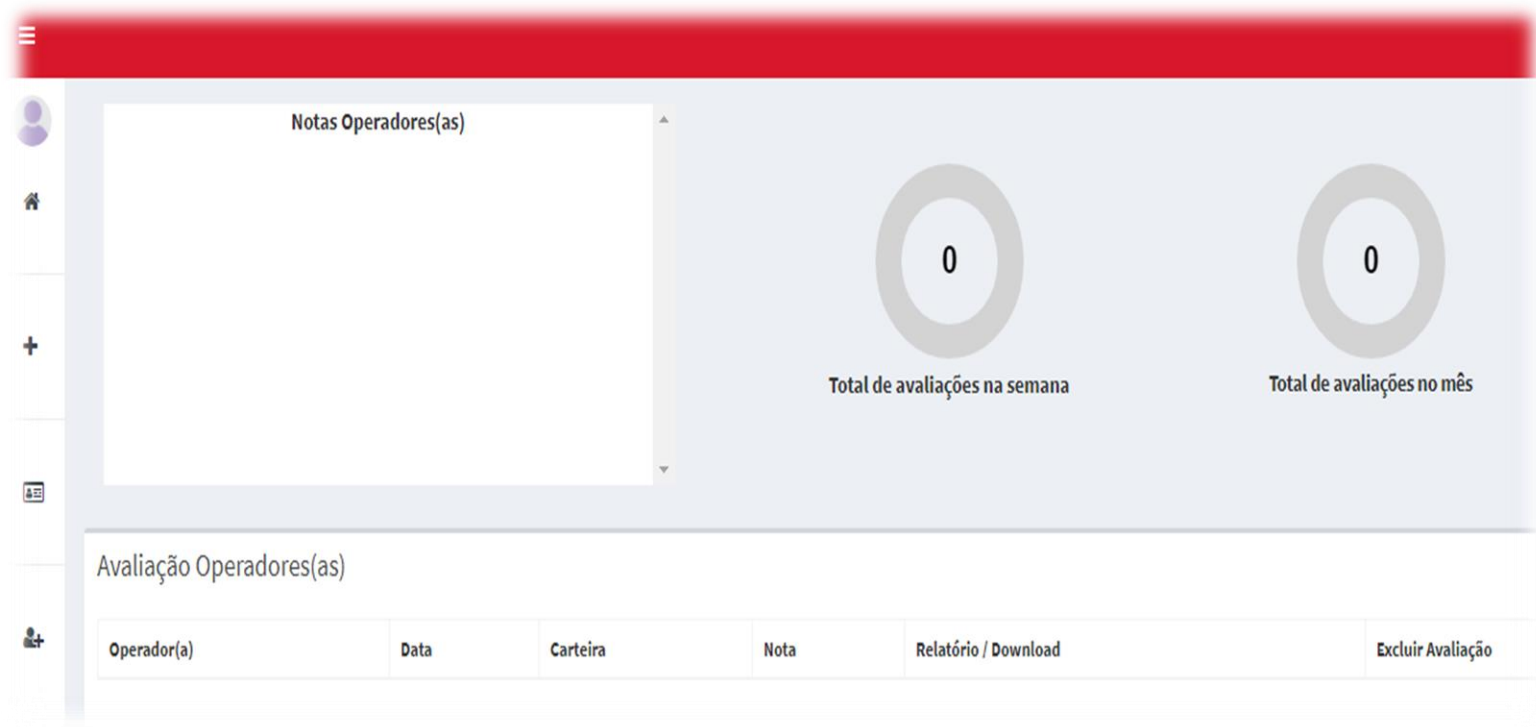 Notas Operadores(as)
0
0
Total de avaliações na semana
Total de avaliações no mês
Avaliação Operadores(as)
Operador(a) Data Carteira Nota Relatório / Download Excluir Avaliação